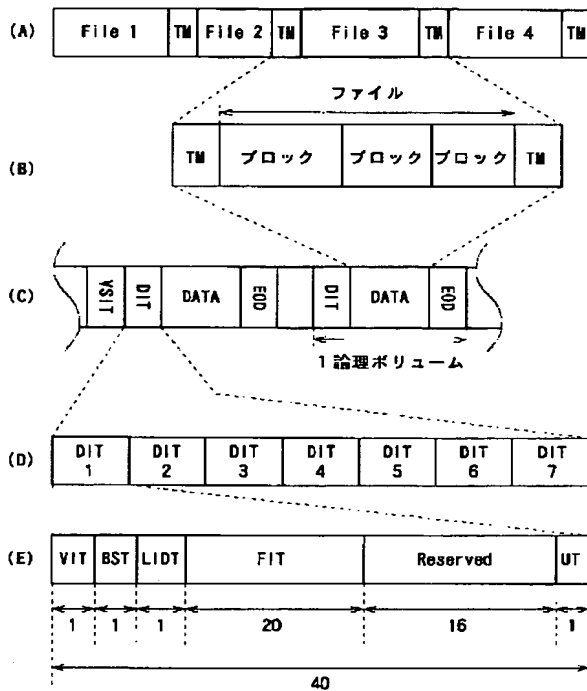 (A) File 1 TM File 2 TM File 3 TM File 4 TM
ファイル
(B) TM ブロック ブロック ブロック TM
(C) VSIT DIT DATA EOD DIT DATA EOD
1 論理ボリューム
(D) DIT 1 DIT 2 DIT 3 DIT 4 DIT 5 DIT 6 DIT 7
(E) VIT BST LIDT FIT Reserved UT
1 1 1 20 16 1
40